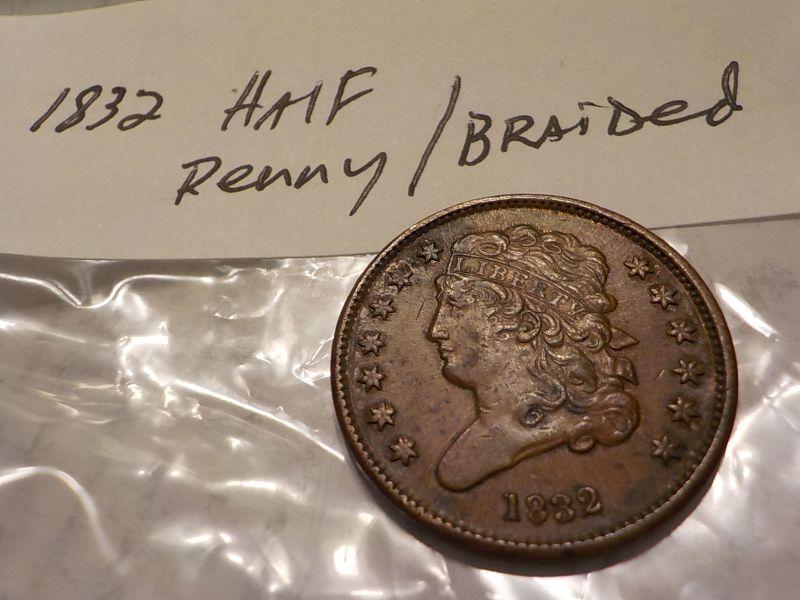 1832 HAlF
Penny / BRAiDed
LIBERTY
1832